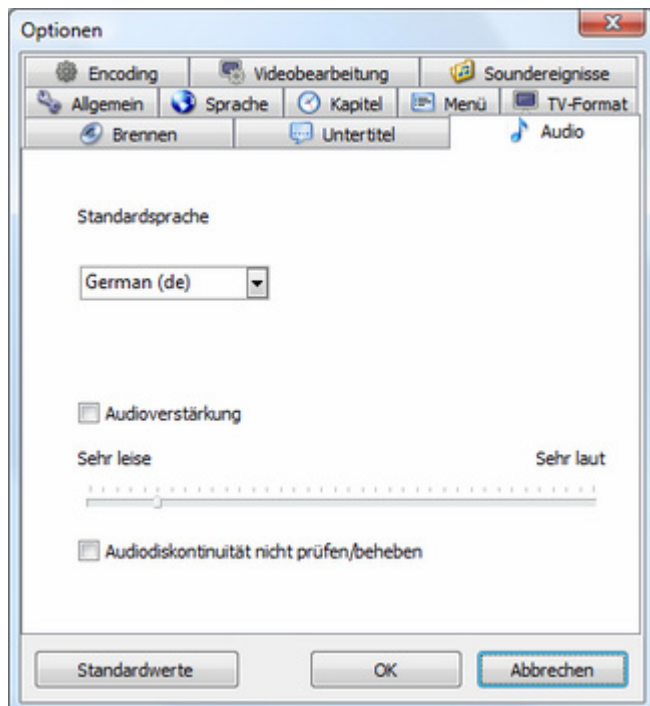 Optionen
Encoding Videobearbeitung Soundereignisse
Allgemein Sprache Kapitel Menü TV-Format
Brennen Untertitel Audio
Standardsprache
German (de)
Audioverstärkung
Sehr leise Sehr laut
Audiodiskontinuität nicht prüfen/beheben
Standardwerte OK Abbrechen